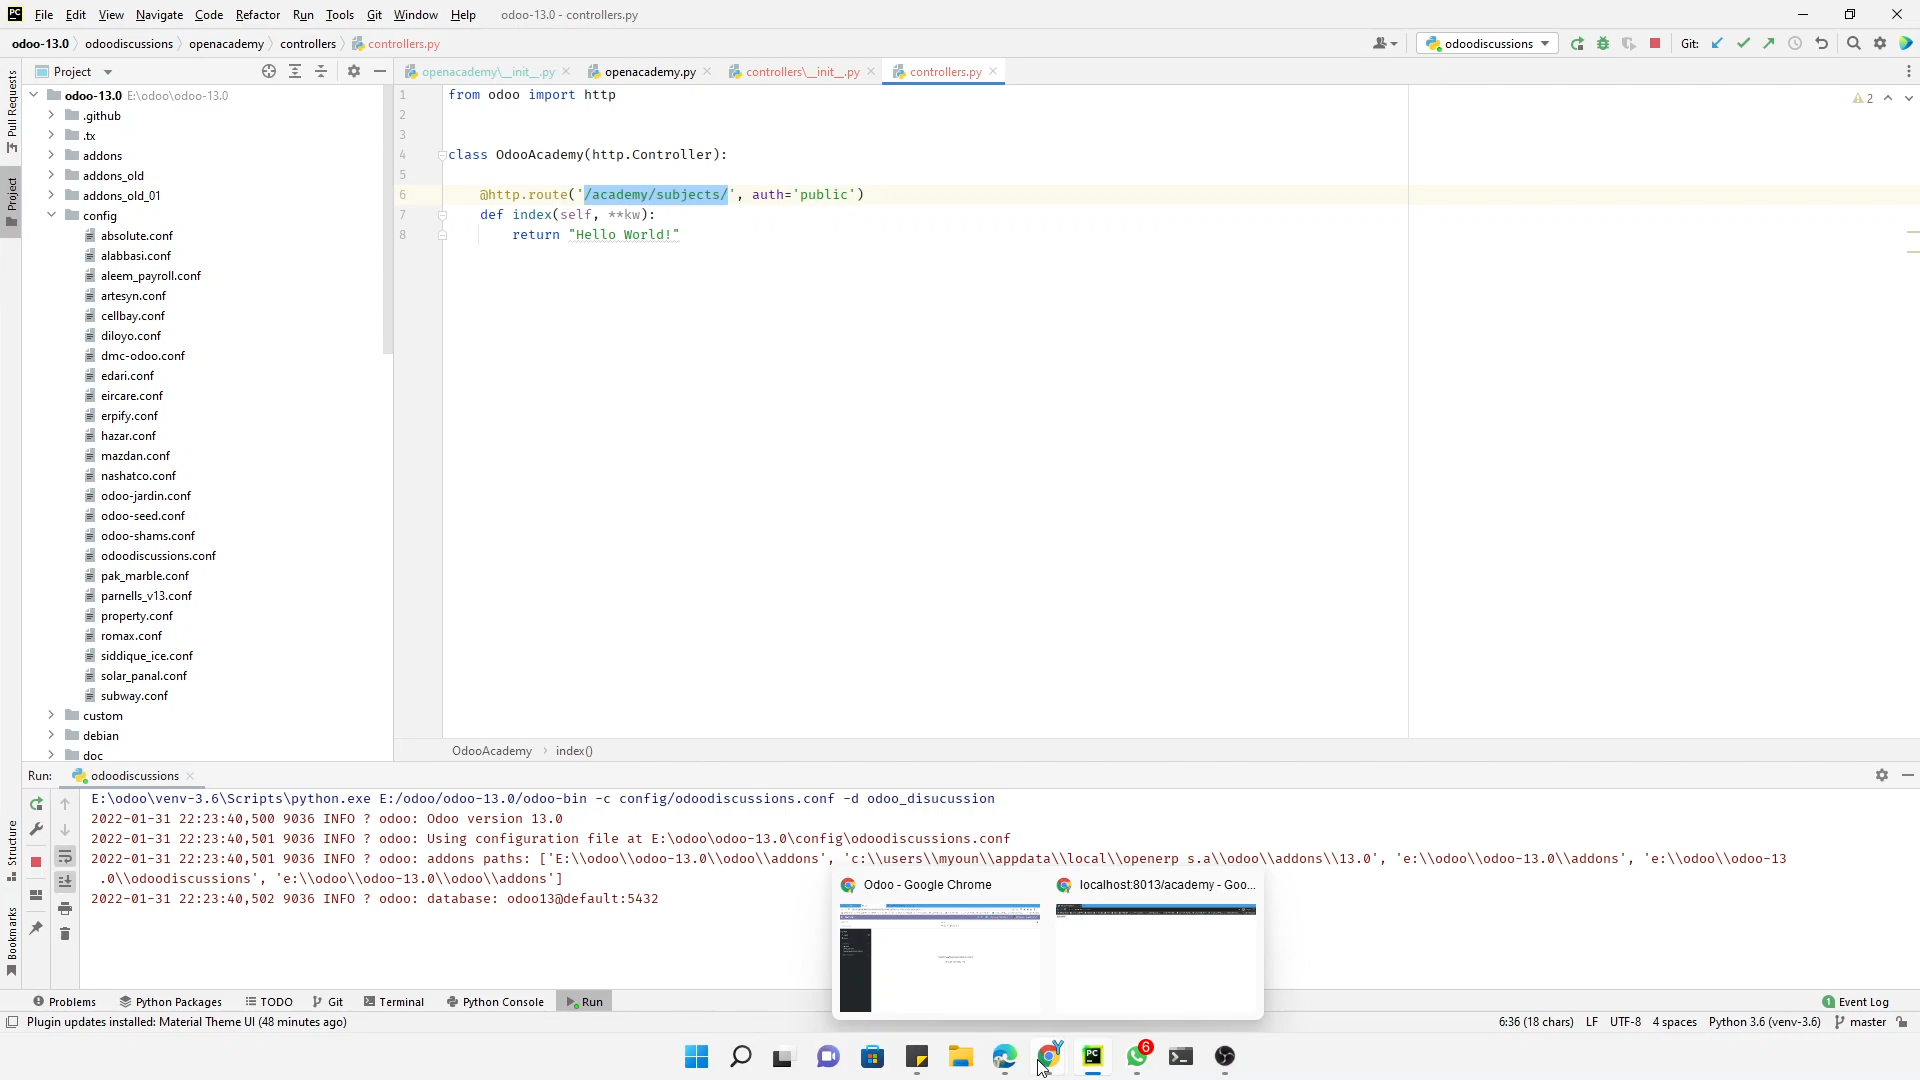 PC File Edit View Navigate Code Refactor Run Tools Git Window Help odoo-13.0 - controllers.py
odoo-13.0 odoodiscussions openacademy controllers controllers.py odoodiscussions Git:
Project openacademy\__init__.py openacademy.py controllers\__init__.py controllers.py
Pull Requests
Project
Structure
Bookmarks
odoo-13.0 E:\odoo\odoo-13.0
.github
.tx
addons
addons_old
addons_old_01
config
absolute.conf
alabbasi.conf
aleem_payroll.conf
artesyn.conf
cellbay.conf
diloyo.conf
dmc-odoo.conf
edari.conf
eircare.conf
erpify.conf
hazar.conf
mazdan.conf
nashatco.conf
odoo-jardin.conf
odoo-seed.conf
odoo-shams.conf
odoodiscussions.conf
pak_marble.conf
parnells_v13.conf
property.conf
romax.conf
siddique_ice.conf
solar_panal.conf
subway.conf
custom
debian
doc
1 from odoo import http
2
3
4 class OdooAcademy(http.Controller):
5
6 @http.route('/academy/subjects/', auth='public')
7 def index(self, **kw):
8 return "Hello World!"
2
OdooAcademy index()
Run: odoodiscussions
E:\odoo\venv-3.6\Scripts\python.exe E:/odoo/odoo-13.0/odoo-bin -c config/odoodiscussions.conf -d odoo_disucussion
2022-01-31 22:23:40,500 9036 INFO ? odoo: Odoo version 13.0
2022-01-31 22:23:40,501 9036 INFO ? odoo: Using configuration file at E:\odoo\odoo-13.0\config\odoodiscussions.conf
2022-01-31 22:23:40,501 9036 INFO ? odoo: addons paths: ['E:\\odoo\\odoo-13.0\\odoo\\addons', 'c:\\users\\myoun\\appdata\\local\\openerp s.a\\odoo\\addons\\13.0', 'e:\\odoo\\odoo-13.0\\addons', 'e:\\odoo\\odoo-13
.0\\odoodiscussions', 'e:\\odoo\\odoo-13.0\\odoo\\addons']
2022-01-31 22:23:40,502 9036 INFO ? odoo: database: odoo13@default:5432
Odoo - Google Chrome localhost:8013/academy - Goo...
Problems Python Packages TODO Git Terminal Python Console Run 1 Event Log
Plugin updates installed: Material Theme UI (48 minutes ago) 6:36 (18 chars) LF UTF-8 4 spaces Python 3.6 (venv-3.6) master
PC 6